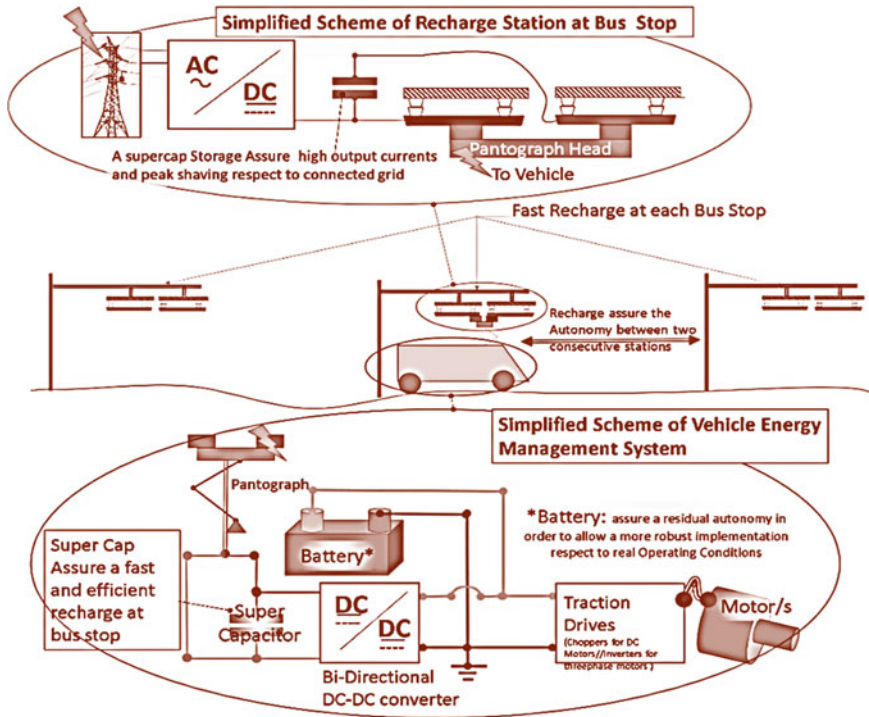 Simplified Scheme of Recharge Station at Bus Stop
AC
DC
A supercap Storage Assure high output currents
and peak shaving respect to connected grid
Pantograph Head
To Vehicle
Fast Recharge at each Bus Stop
Recharge assure the
Autonomy between two
consecutive stations
Simplified Scheme of Vehicle Energy
Management System
Pantograph
*Battery: assure a residual autonomy in
order to allow a more robust implementation
respect to real Operating Conditions
Battery*
Super Cap
Assure a fast
and efficient
recharge at
bus stop
Super
Capacitor
DC
DC
Bi-Directional
DC-DC converter
Traction
Drives
(Choppers for DC
Motors//Inverters for
threephase motors )
Motor/s